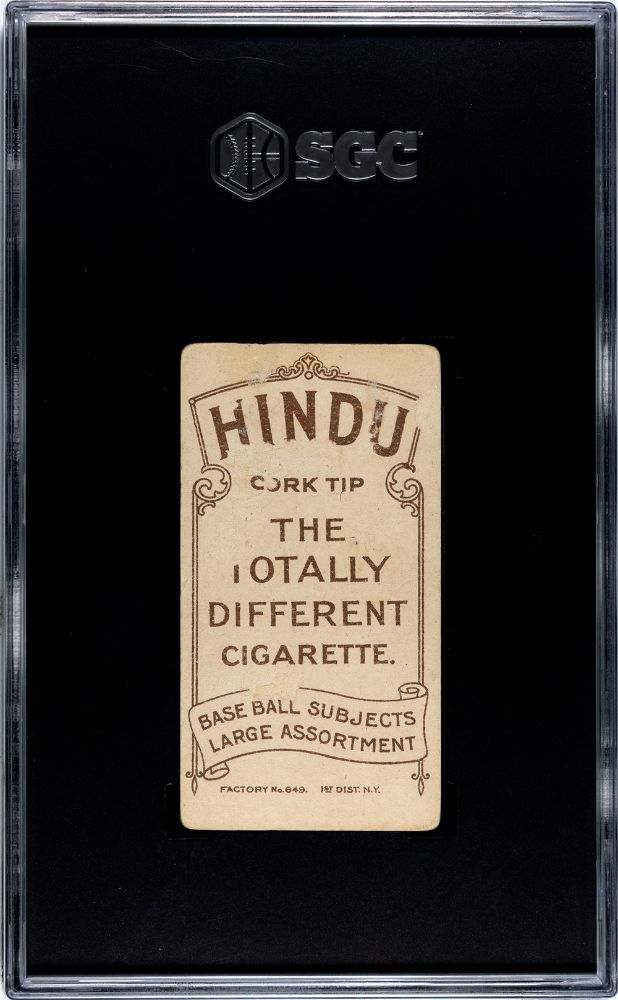 SGC
HINDU
CORK TIP
THE
TOTALLY
DIFFERENT
CIGARETTE.
BASE BALL SUBJECTS
LARGE ASSORTMENT
FACTORY No. 649. 1ST DIST. N.Y.